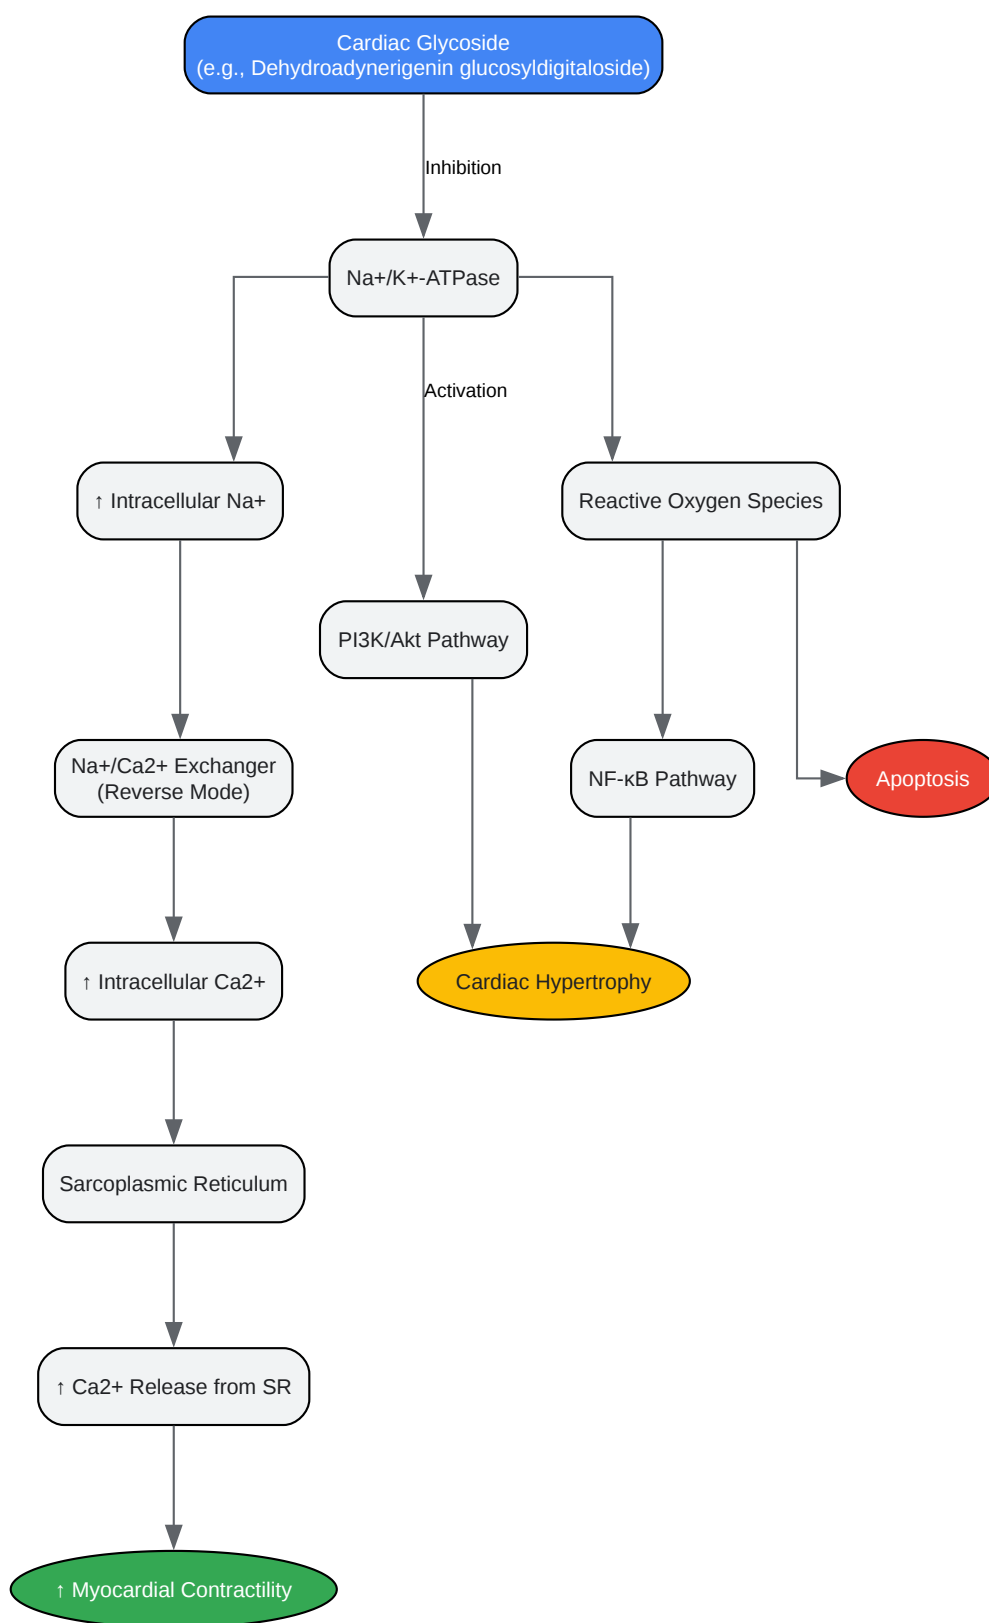 Cardiac Glycoside
(e.g., Dehydroadynerigenin glucosyldigitaloside)
Inhibition
Na+/K+-ATPase
Activation
↑ Intracellular Na+
Reactive Oxygen Species
PI3K/Akt Pathway
Na+/Ca2+ Exchanger
(Reverse Mode)
NF-κB Pathway
Apoptosis
↑ Intracellular Ca2+
Cardiac Hypertrophy
Sarcoplasmic Reticulum
↑ Ca2+ Release from SR
↑ Myocardial Contractility